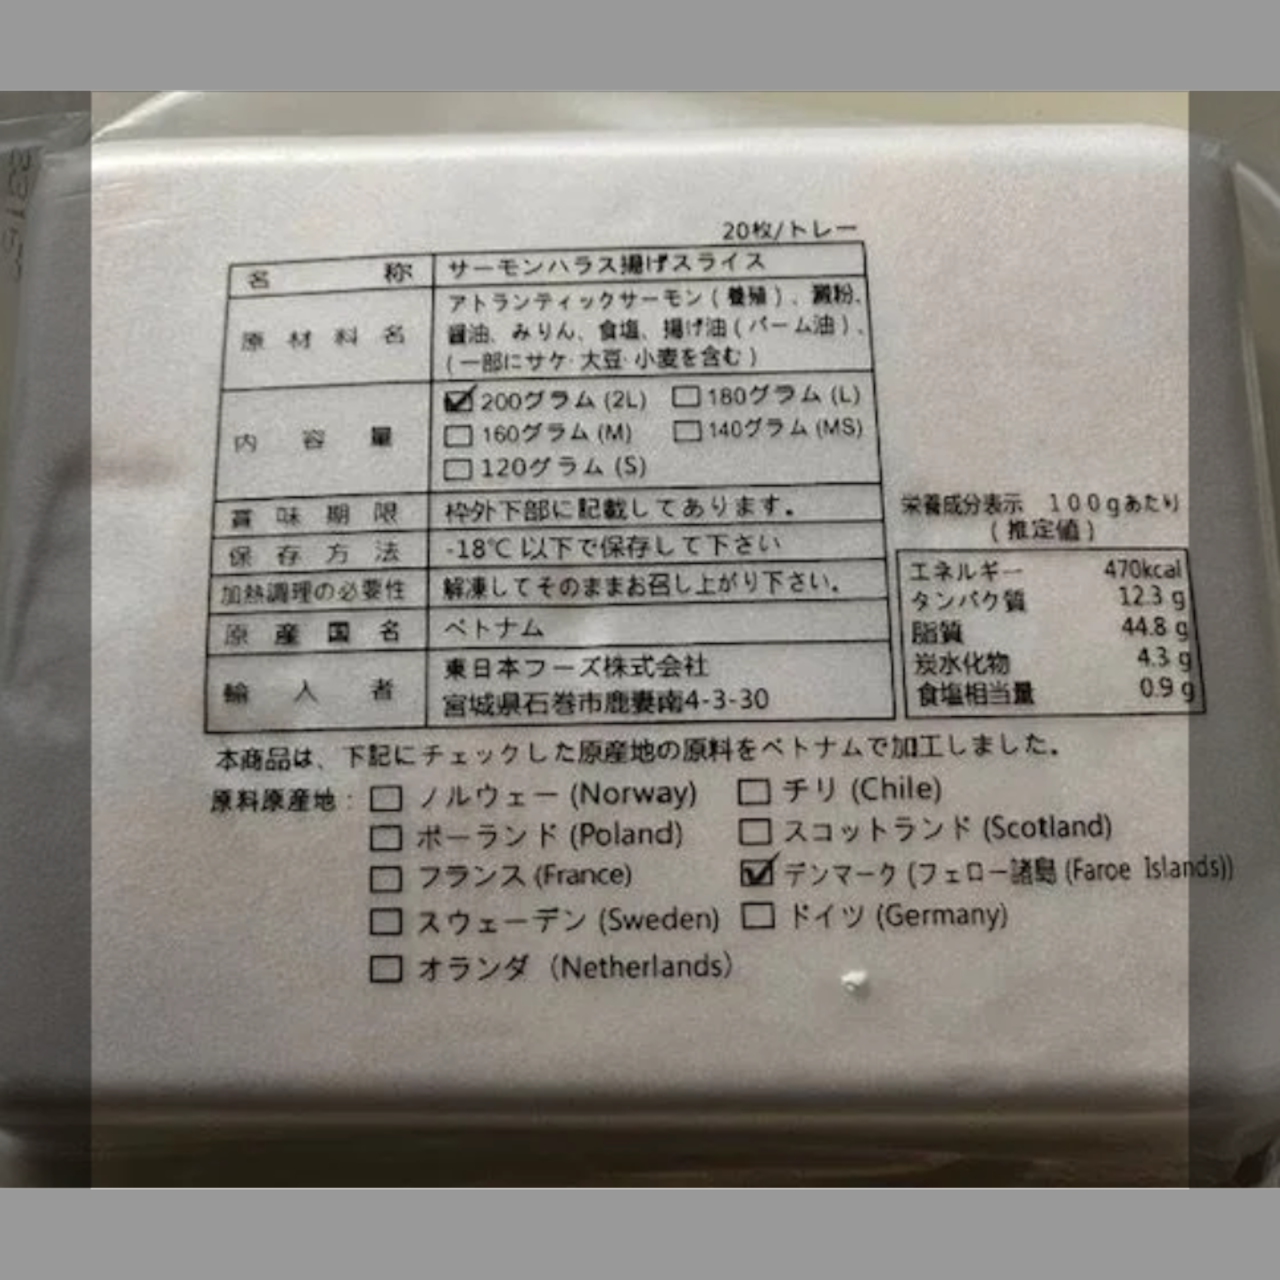 20枚/トレー
名称 サーモンハラス揚げスライス
原材料名 アトランティックサーモン(養殖)、澱粉、
醤油、みりん、食塩、揚げ油(パーム油)、
(一部にサケ・大豆・小麦を含む)
内容量 ☑200グラム(2L) □180グラム(L)
□160グラム(M) □140グラム(MS)
□120グラム(S)
賞味期限 枠外下部に記載してあります。
保存方法 -18℃以下で保存して下さい
加熱調理の必要性 解凍してそのままお召し上がり下さい。
原産国名 ベトナム
輸入者 東日本フーズ株式会社
宮城県石巻市鹿妻南4-3-30
栄養成分表示 100gあたり
(推定値)
エネルギー 470kcal
タンパク質 12.3 g
脂質 44.8 g
炭水化物 4.3 g
食塩相当量 0.9 g
本商品は、下記にチェックした原産地の原料をベトナムで加工しました。
原料原産地: □ ノルウェー (Norway) □ チリ (Chile)
□ ポーランド (Poland) □ スコットランド (Scotland)
□ フランス (France) ☑ デンマーク (フェロー諸島 (Faroe Islands))
□ スウェーデン (Sweden) □ ドイツ (Germany)
□ オランダ (Netherlands)